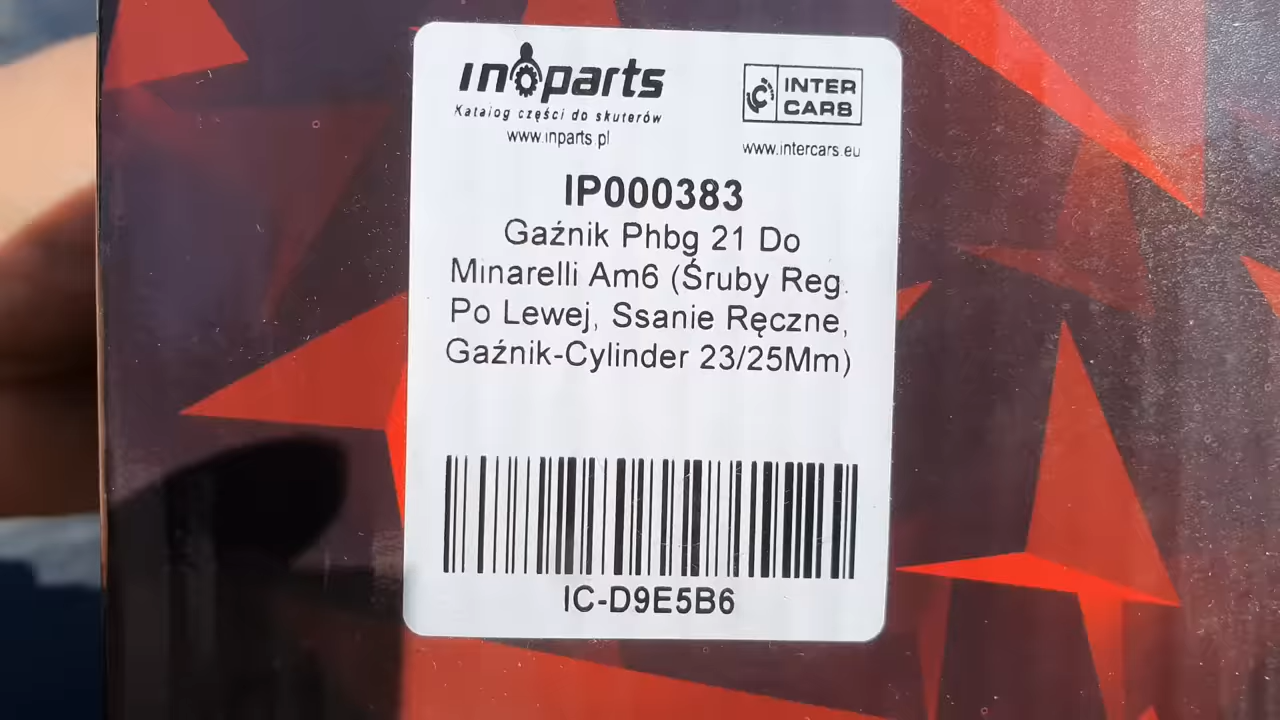 inparts
INTER
CARS
Katalog części do skuterów
www.inparts.pl
www.intercars.eu
IP000383
Gaźnik Phbg 21 Do
Minarelli Am6 (Śruby Reg.
Po Lewej, Ssanie Ręczne,
Gaźnik-Cylinder 23/25Mm)
IC-D9E5B6